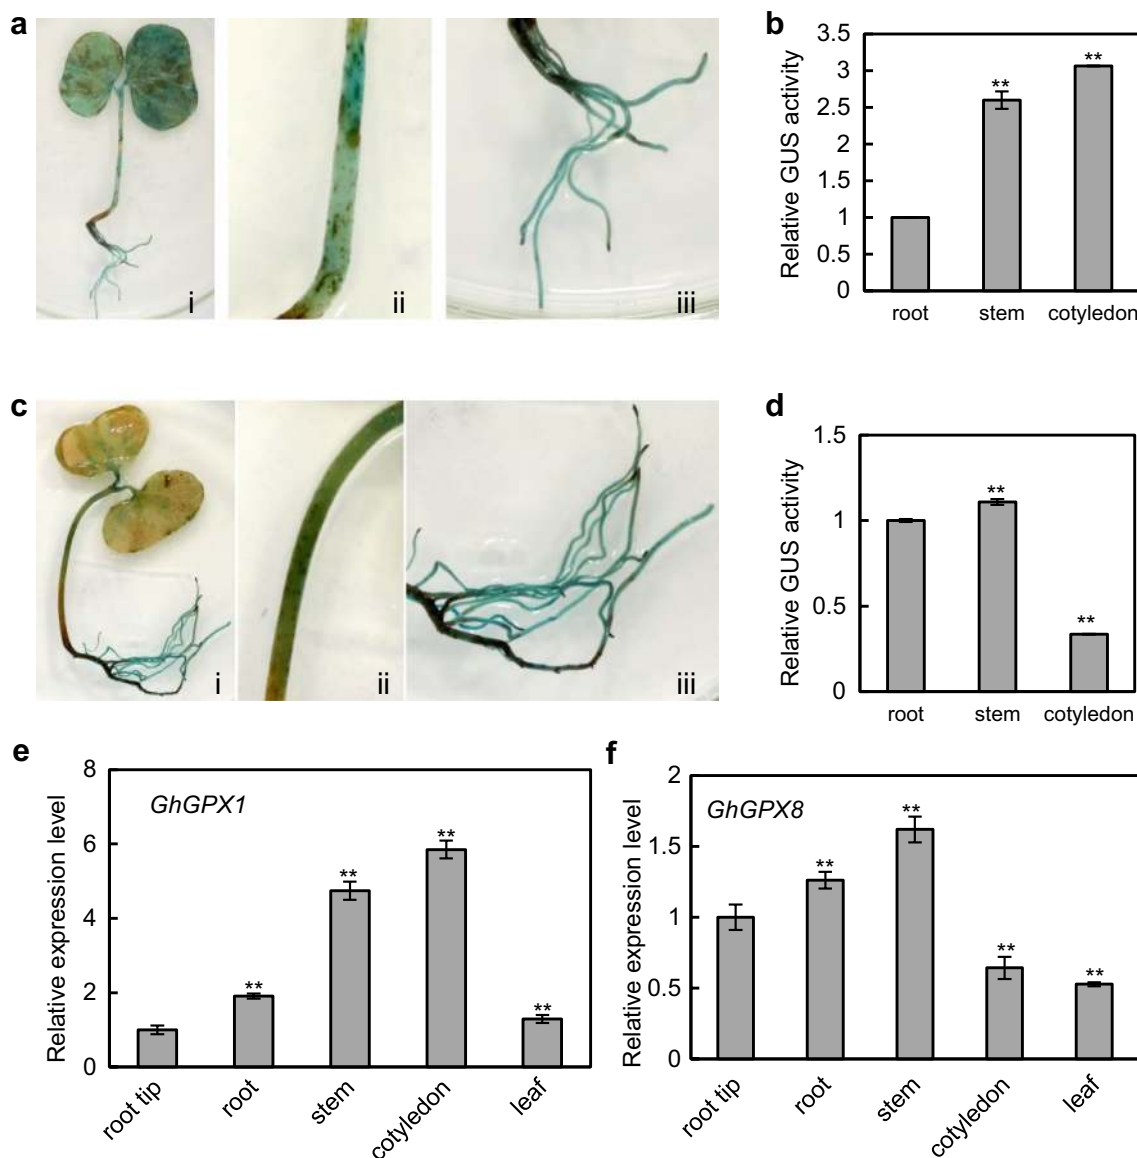 a
i
ii
iii
b
Relative GUS activity
3.5
3
2.5
2
1.5
1
0.5
0
**
**
root stem cotyledon
c
i
ii
iii
d
Relative GUS activity
1.5
1
0.5
0
**
**
root stem cotyledon
e
Relative expression level
8
6
4
2
0
GhGPX1
**
**
**
**
root tip root stem cotyledon leaf
f
Relative expression level
2
1.5
1
0.5
0
GhGPX8
**
**
**
**
root tip root stem cotyledon leaf